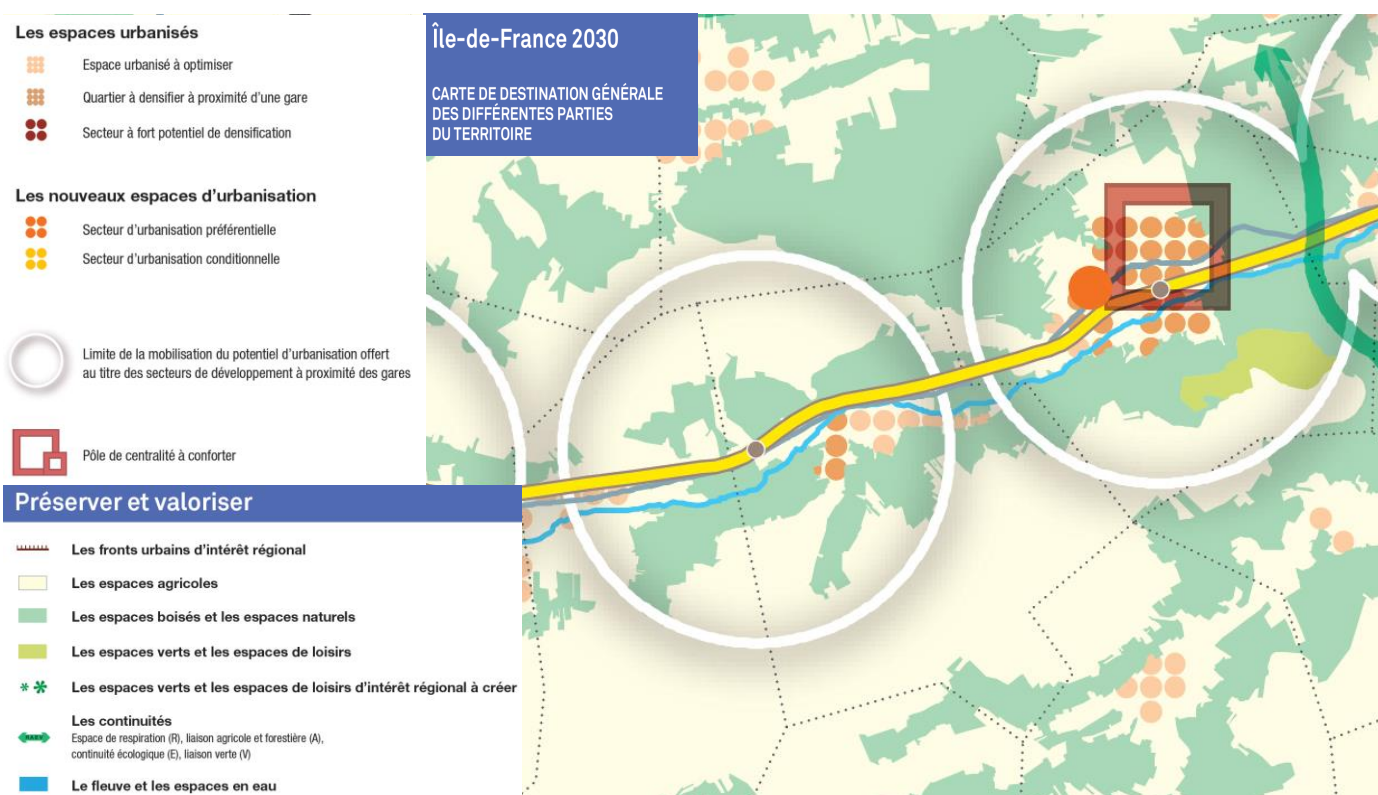 Les espaces urbanisés
Espace urbanisé à optimiser
Quartier à densifier à proximité d'une gare
Secteur à fort potentiel de densification
Les nouveaux espaces d'urbanisation
Secteur d'urbanisation préférentielle
Secteur d'urbanisation conditionnelle
Limite de la mobilisation du potentiel d'urbanisation offert
au titre des secteurs de développement à proximité des gares
Pôle de centralité à conforter
Préserver et valoriser
Les fronts urbains d'intérêt régional
Les espaces agricoles
Les espaces boisés et les espaces naturels
Les espaces verts et les espaces de loisirs
Les espaces verts et les espaces de loisirs d'intérêt régional à créer
Les continuités
Espace de respiration (R), liaison agricole et forestière (A),
continuité écologique (E), liaison verte (V)
Le fleuve et les espaces en eau
Île-de-France 2030
CARTE DE DESTINATION GÉNÉRALE
DES DIFFÉRENTES PARTIES
DU TERRITOIRE